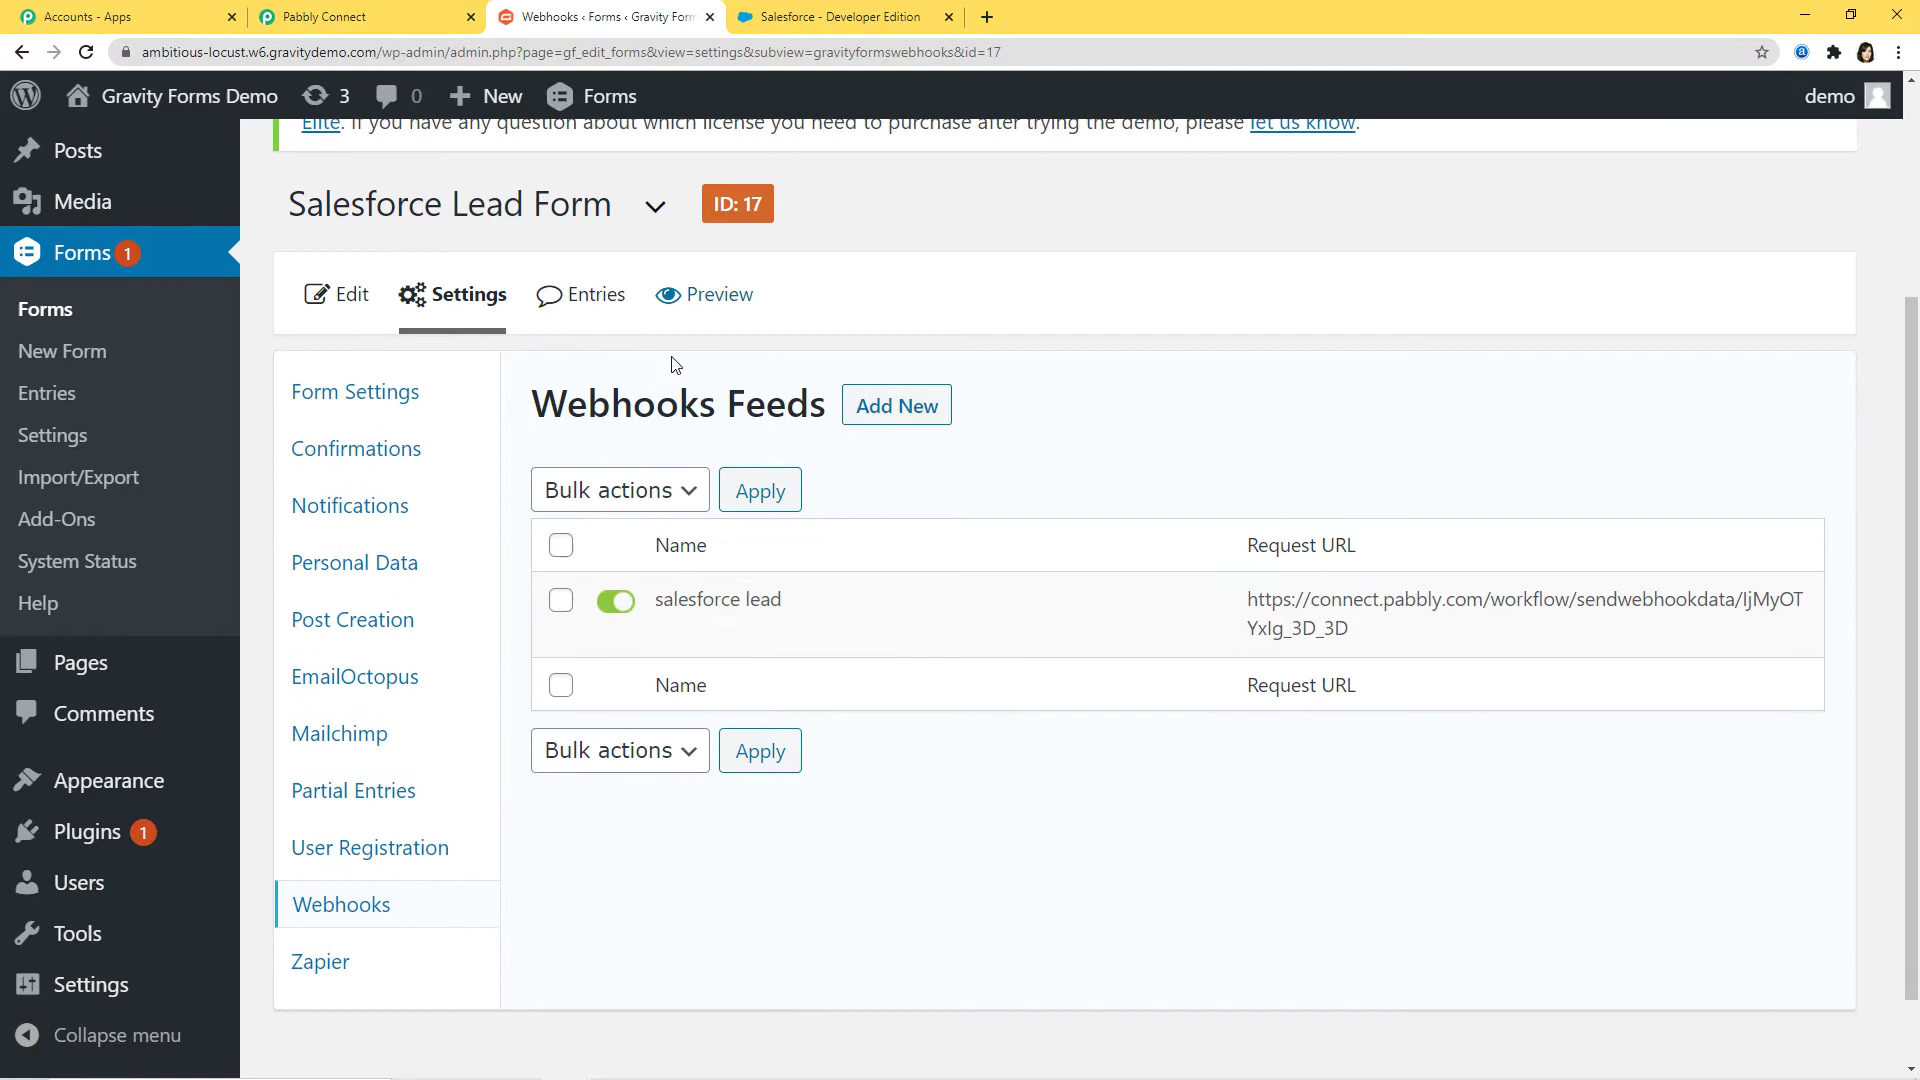 Accounts - Apps
Pabbly Connect
Webhooks ‹ Forms ‹ Gravity Form
Salesforce - Developer Edition
ambitious-locust.w6.gravitydemo.com/wp-admin/admin.php?page=gf_edit_forms&view=settings&subview=gravityformswebhooks&id=17
Gravity Forms Demo
3
0
New
Forms
demo
Elite. If you have any question about which license you need to purchase after trying the demo, please let us know.
Posts
Media
Forms 1
Forms
New Form
Entries
Settings
Import/Export
Add-Ons
System Status
Help
Pages
Comments
Appearance
Plugins 1
Users
Tools
Settings
Collapse menu
Salesforce Lead Form
ID: 17
Edit
Settings
Entries
Preview
Form Settings
Confirmations
Notifications
Personal Data
Post Creation
EmailOctopus
Mailchimp
Partial Entries
User Registration
Webhooks
Zapier
Webhooks Feeds
Add New
Bulk actions
Apply
Name
Request URL
salesforce lead
https://connect.pabbly.com/workflow/sendwebhookdata/IjMyOT
YxIg_3D_3D
Name
Request URL
Bulk actions
Apply